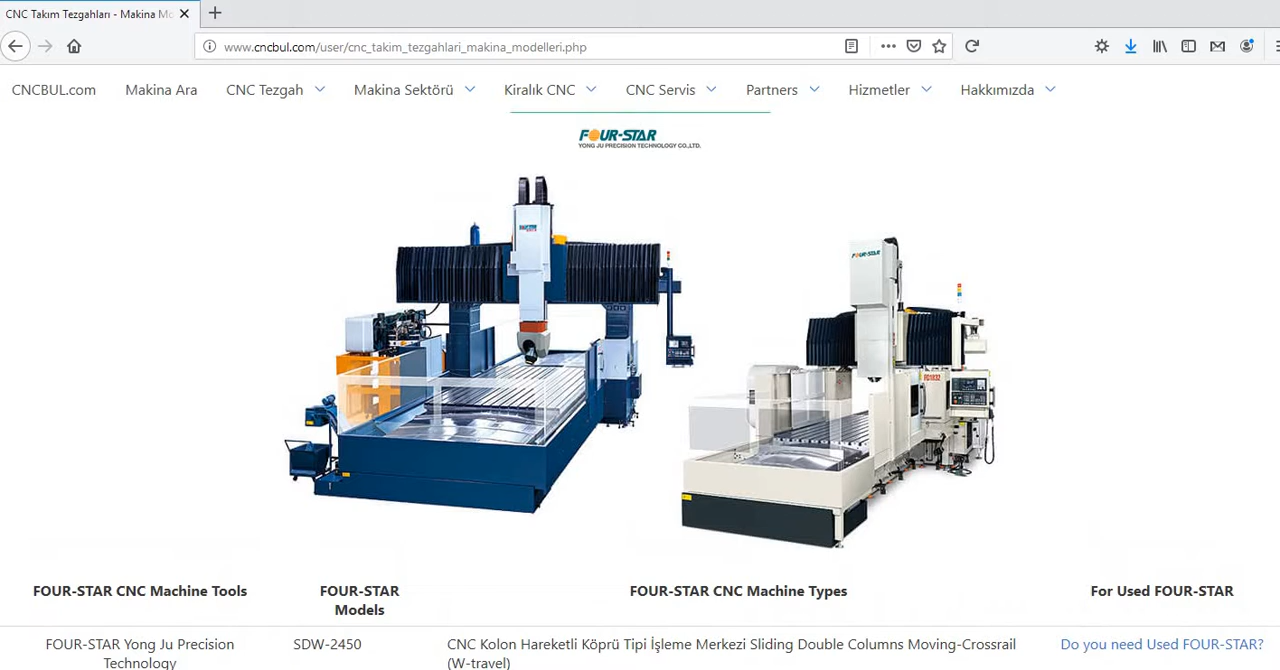 CNC Takım Tezgahları - Makina Mo
www.cncbul.com/user/cnc_takim_tezgahlari_makina_modelleri.php
CNCBUL.com Makina Ara CNC Tezgah Makina Sektörü Kiralık CNC CNC Servis Partners Hizmetler Hakkımızda
FOUR-STAR
YONG JU PRECISION TECHNOLOGY CO.,LTD.
FOUR-STAR
FOUR-STAR CNC Machine Tools FOUR-STAR Models FOUR-STAR CNC Machine Types For Used FOUR-STAR
FOUR-STAR Yong Ju Precision Technology SDW-2450 CNC Kolon Hareketli Köprü Tipi İşleme Merkezi Sliding Double Columns Moving-Crossrail (W-travel) Do you need Used FOUR-STAR?